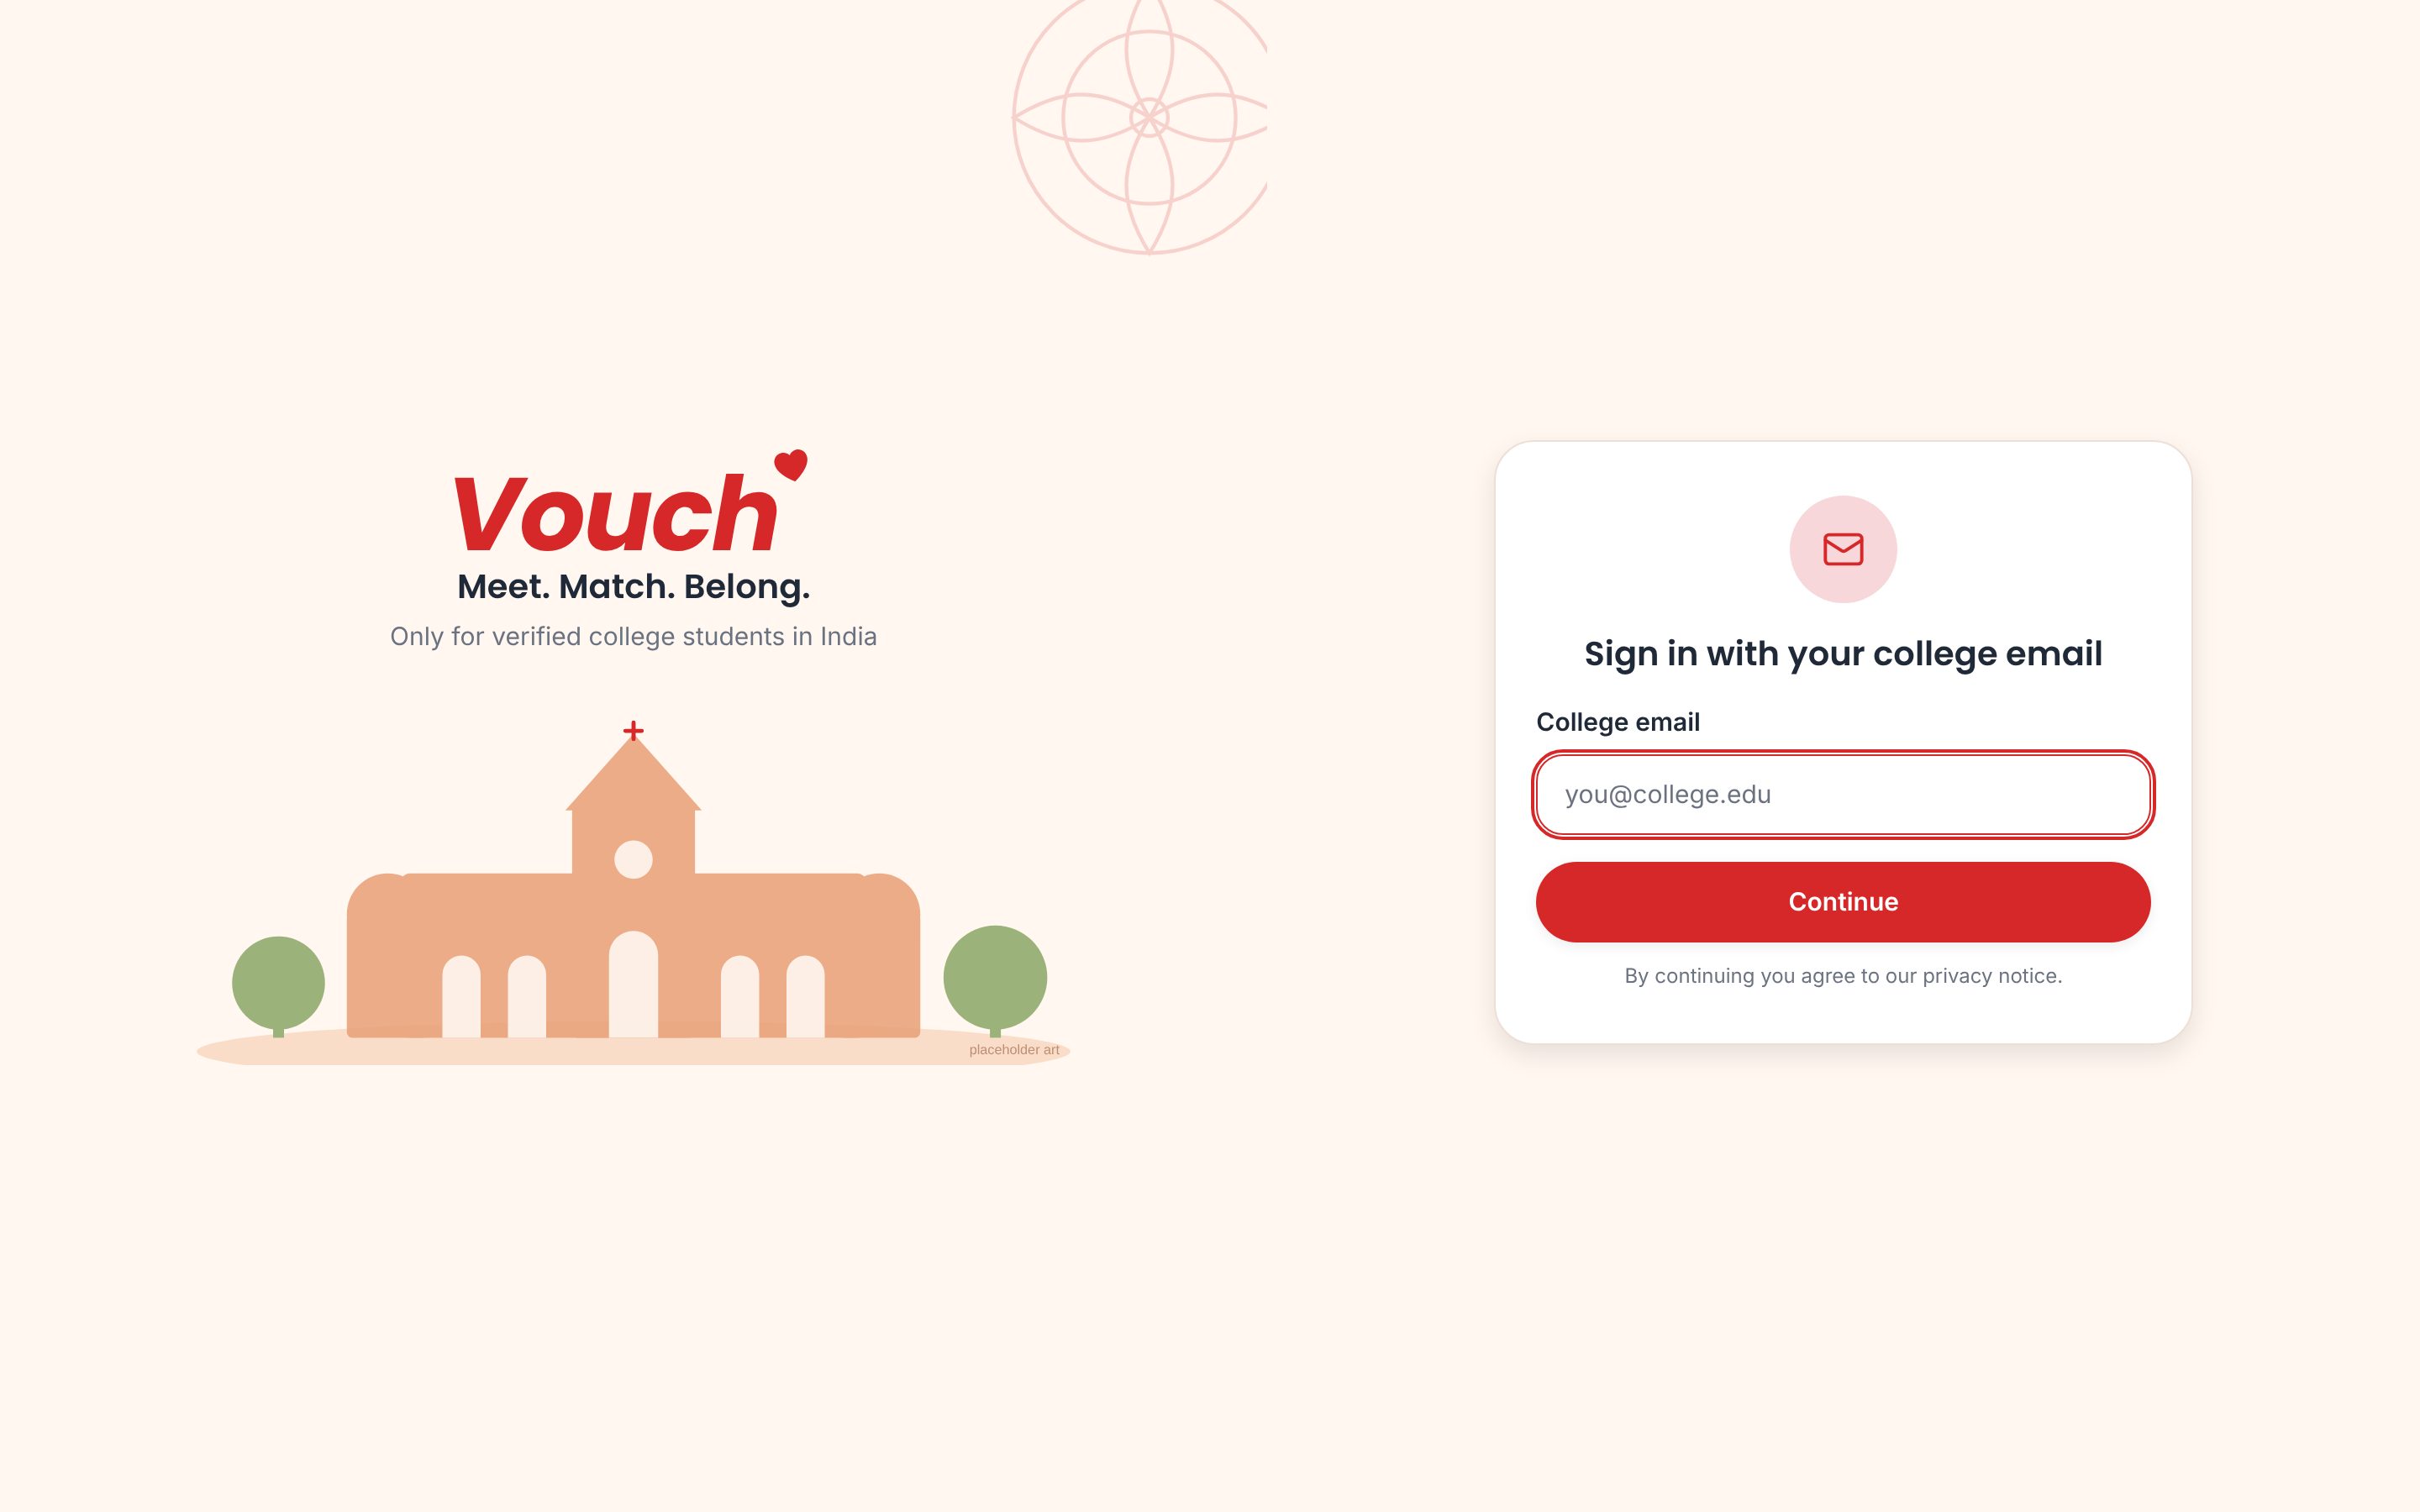 Vouch
Meet. Match. Belong.
Only for verified college students in India
placeholder art
Sign in with your college email
College email
you@college.edu
Continue
By continuing you agree to our privacy notice.